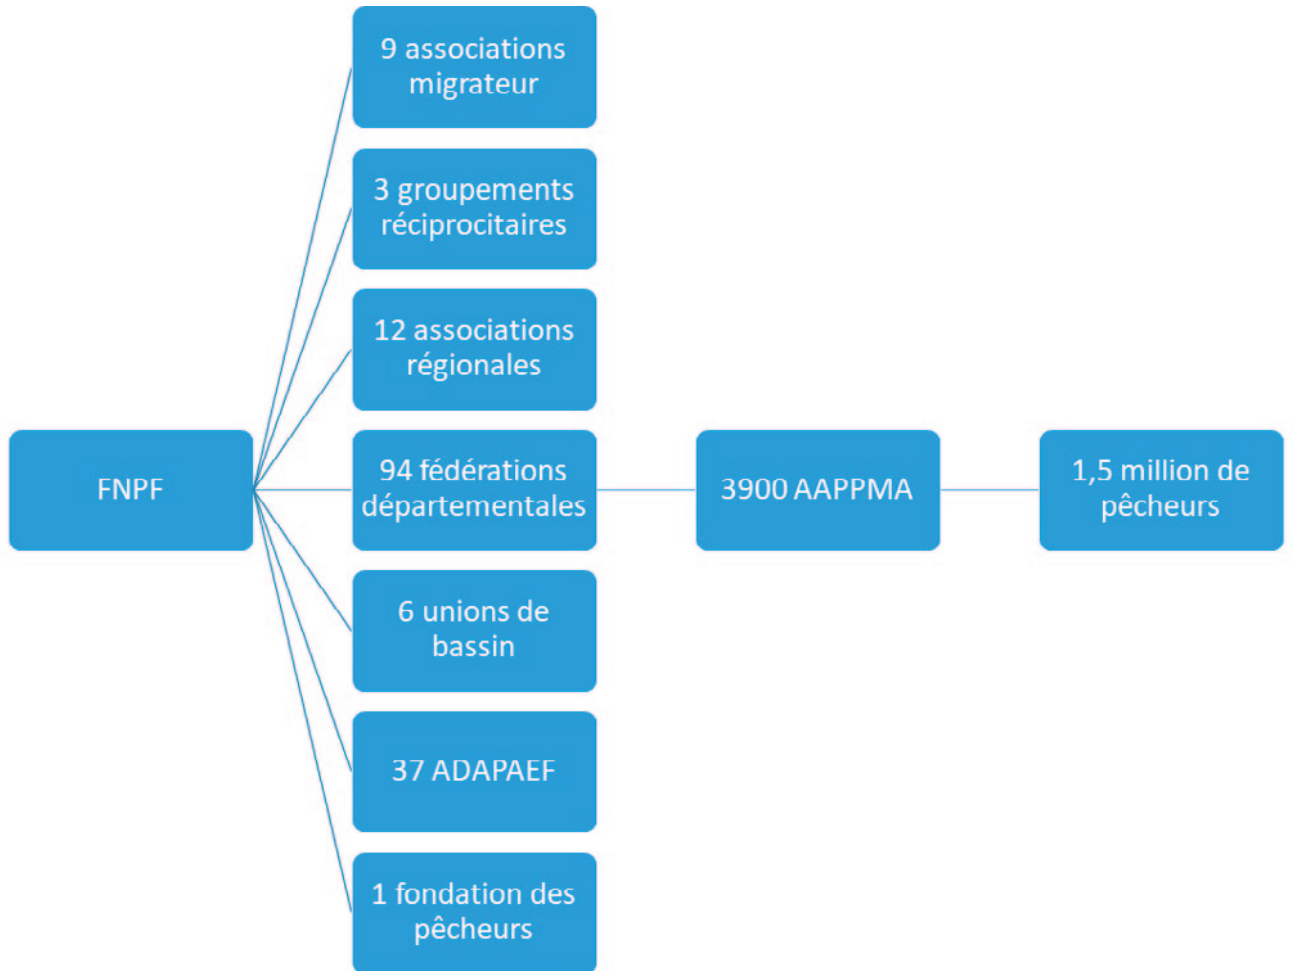 9 associations
migrateur
3 groupements
réciprocitaires
12 associations
régionales
FNPF
94 fédérations
départementales
3900 AAPPMA
1,5 million de
pêcheurs
6 unions de
bassin
37 ADAPAEF
1 fondation des
pêcheurs